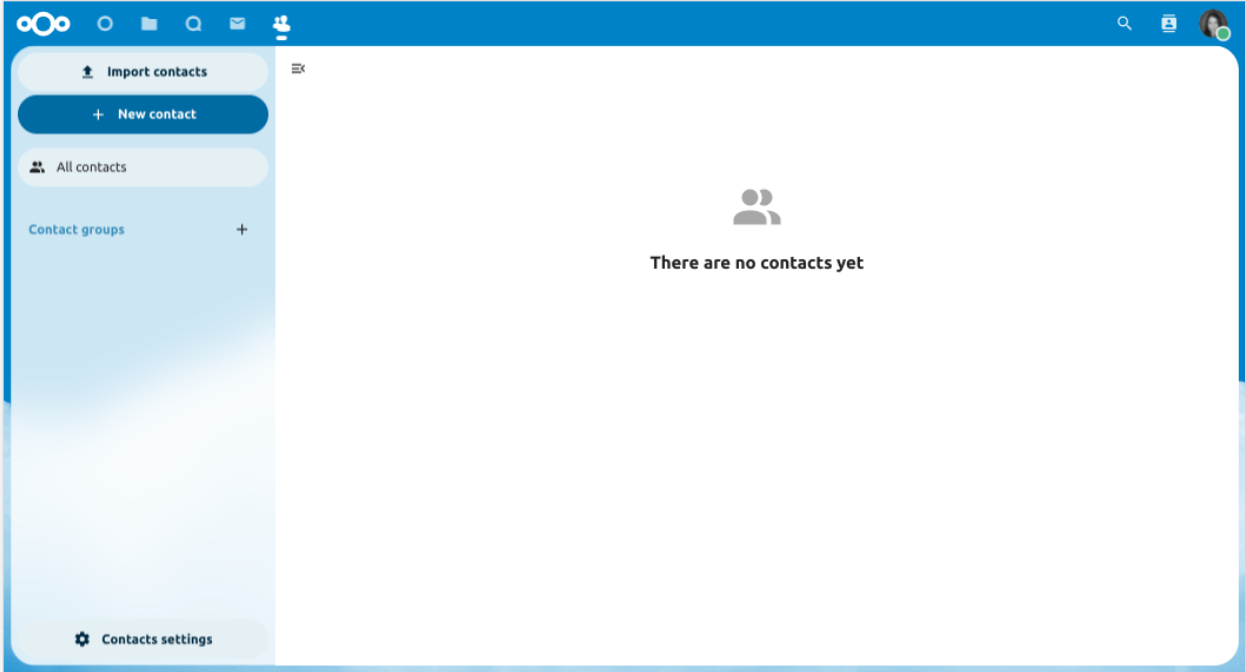 Import contacts
New contact
All contacts
Contact groups
There are no contacts yet
Contacts settings